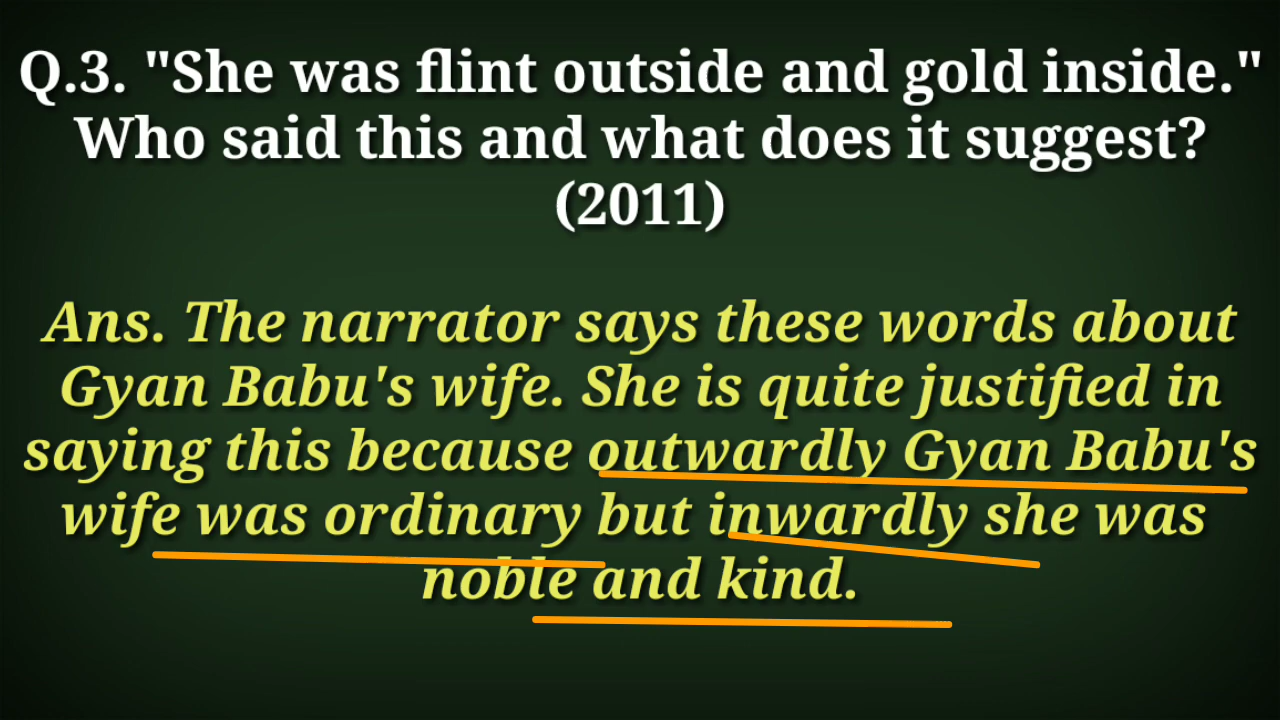 Q.3. "She was flint outside and gold inside."
Who said this and what does it suggest?
(2011)
Ans. The narrator says these words about
Gyan Babu's wife. She is quite justified in
saying this because outwardly Gyan Babu's
wife was ordinary but inwardly she was
noble and kind.